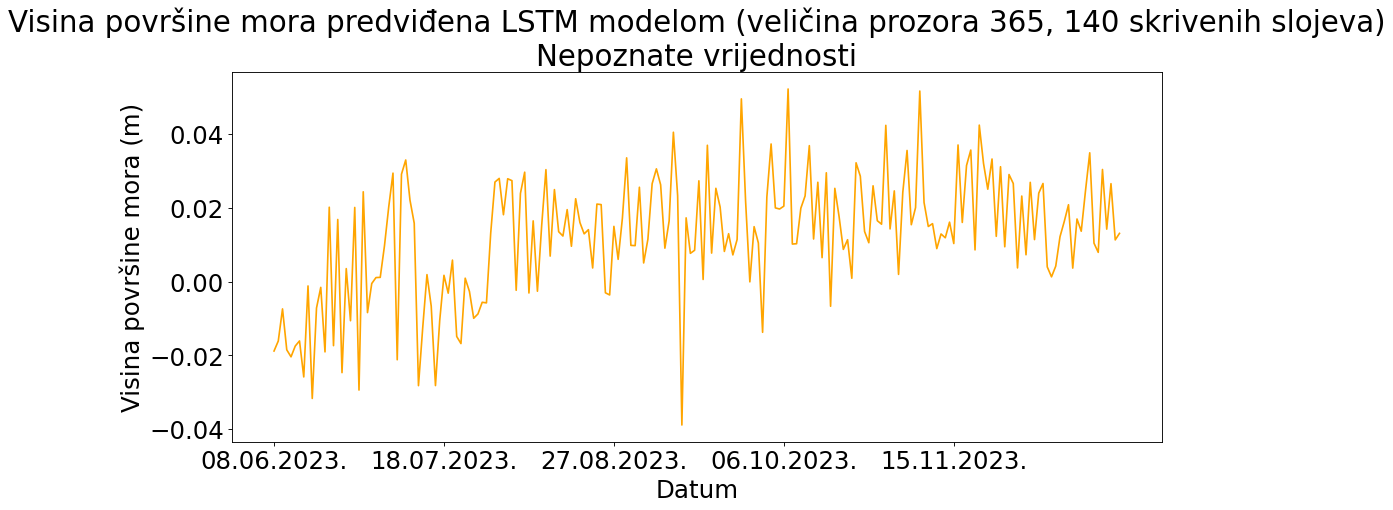 Visina površine mora predviđena LSTM modelom (veličina prozora 365, 140 skrivenih slojeva)
Nepoznate vrijednosti
Visina površine mora (m)
0.04
0.02
0.00
−0.02
−0.04
08.06.2023. 18.07.2023. 27.08.2023. 06.10.2023. 15.11.2023.
Datum